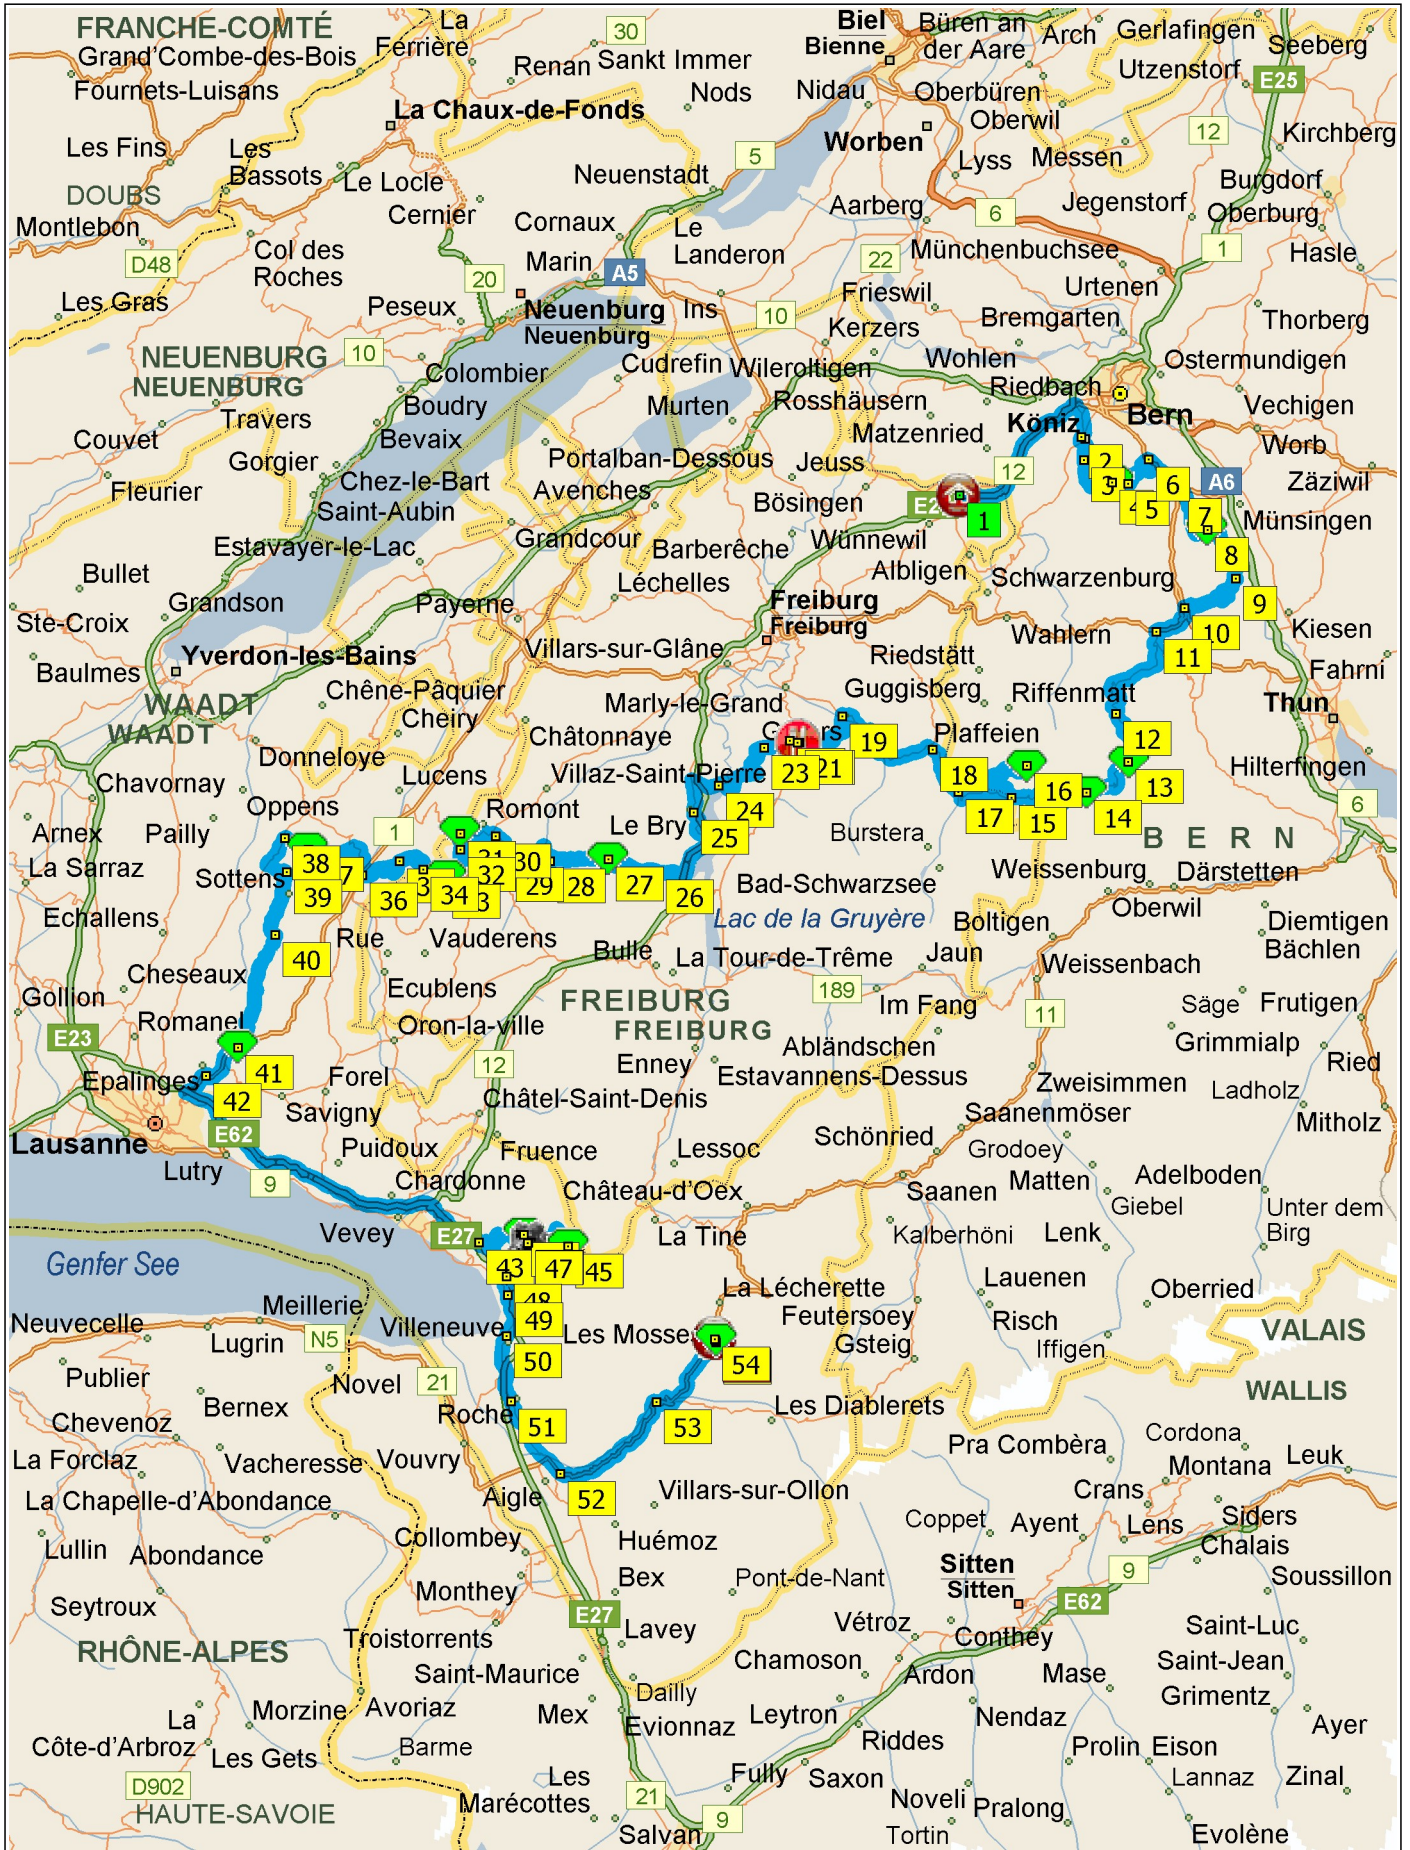 FRANCHE-COMTÉ
La
Ferrière
30
Biel
Bienne
Büren an
der Aare
Arch
Gerlafingen
Seeberg
Grand'Combe-des-Bois
Renan
Sankt Immer
Utzenstorf
E25
Fournets-Luisans
Nods
Nidau
Oberbüren
La Chaux-de-Fonds
Oberwil
12
Kirchberg
Les Fins
Les
Bassots
Worben
5
Lyss
Messen
DOUBS
Le Locle
Neuenstadt
Burgdorf
Montlebon
Cernier
Cornaux
Le
Landeron
Aarberg
6
Jegenstorf
Oberburg
D48
Col des
Roches
Marin
A5
Münchenbuchsee
1
Hasle
22
20
Les Gras
Peseux
Neuenburg
Neuenburg
Ins
10
Frieswil
Urtenen
Kerzers
Bremgarten
Thorberg
NEUENBURG
NEUENBURG
10
Colombier
Cudrefin
Wileroltigen
Wohlen
Ostermundigen
Riedbach
Travers
Boudry
Murten
Rosshäusern
Köniz
Bern
Vechigen
Couvet
Bevaix
Matzenried
Worb
Gorgier
Portalban-Dessous
Jeuss
12
2
Zäziwil
Fleurier
Chez-le-Bart
Avenches
Bösingen
3
6
A6
Saint-Aubin
4
5
7
Münsingen
1
Grandcour
Wünnewil
Estavayer-le-Lac
Barberêche
8
Bullet
Léchelles
Albligen
Schwarzenburg
Grandson
Payerne
Freiburg
Freiburg
9
Ste-Croix
Wahlern
10
Kiesen
Yverdon-les-Bains
Villars-sur-Glâne
Riedstätt
11
Baulmes
Fahrni
WAADT
WAADT
Chêne-Pâquier
Marly-le-Grand
Guggisberg
Riffenmatt
Thun
Cheiry
Châtonnaye
19
Plaffeien
12
Donneloye
Villaz-Saint-Pierre
23
21
18
16
13
Hilterfingen
Chavornay
Lucens
24
17
15
14
6
Oppens
Romont
Arnex
Pailly
1
Le Bry
25
Burstera
BERN
La Sarraz
38
30
Weissenburg
Därstetten
Sottens
39
36
34
32
29
28
27
26
Bad-Schwarzsee
Oberwil
Echallens
Lac de la Gruyère
Boltigen
Diemtigen
Rue
Vauderens
Bulle
Bächlen
40
La Tour-de-Trême
Jaun
Cheseaux
Weissenbach
Ecublens
189
Gollion
FREIBURG
FREIBURG
Im Fang
Säge
Frutigen
Romanel
11
E23
Oron-la-ville
Abländschen
Grimmialp
Enney
Ried
41
12
Estavannens-Dessus
Epalinges
Forel
Zweisimmen
Ladholz
42
Savigny
Châtel-Saint-Denis
Saanenmöser
Mitholz
E62
Lausanne
Puidoux
Fruence
Lessoc
Schönried
Grodoey
Lutry
9
Chardonne
Château-d'Oex
Saanen
Matten
Adelboden
Giebel
Unter dem
Birg
Vevey
E27
La Tine
Kalberhöni
Lenk
Genfer See
43
47
45
La Lécherette
Lauenen
Oberried
Meillerie
48
49
Feutersoey
Neuvecelle
Villeneuve
Les Mosse
Risch
VALAIS
Lugrin
N5
50
54
Gsteig
Iffigen
Publier
Novel
21
WALLIS
Bernex
Roche
51
53
Les Diablerets
Chevenoz
Pra Combèra
Cordona
La Forclaz
Vacheresse
Vouvry
Montana
Leuk
La Chapelle-d'Abondance
Aigle
52
Villars-sur-Ollon
Crans
Coppet
Ayent
Lens
Siders
Collombey
Huémoz
Chalais
Lullin
Abondance
Sitten
Sitten
9
Monthey
Bex
Pont-de-Nant
E62
Soussillon
Seytroux
E27
Vétroz
Lavey
Conthey
Saint-Luc
RHÔNE-ALPES
Troistorrents
Chamoson
Saint-Jean
Saint-Maurice
Ardon
Mase
Dailly
Grimentz
Morzine
Avoriaz
Mex
Leytron
Nendaz
La
Côte-d'Arbroz
Evionnaz
Ayer
Les Gets
Barme
Riddes
Prolin
Eison
D902
Les
Marécottes
Fully
Saxon
Lannaz
Zinal
HAUTE-SAVOIE
21
9
Noveli
Pralong
Salvan
Tortin
Evolène